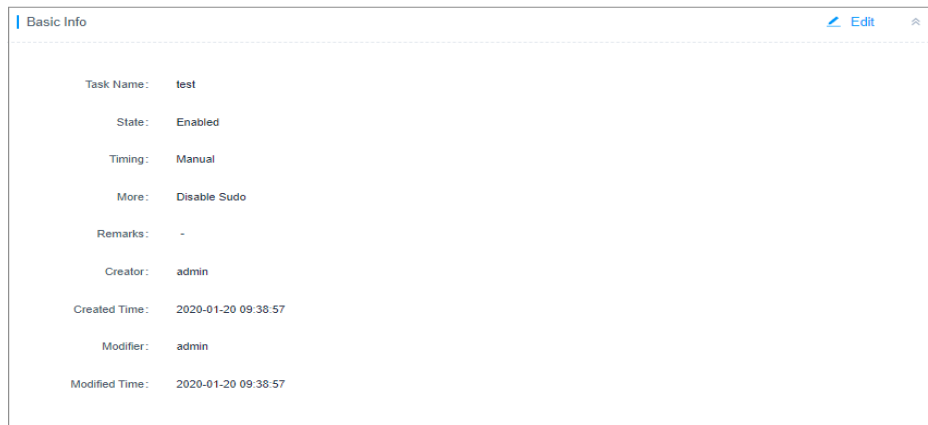 Basic Info Edit
Task Name: test
State: Enabled
Timing: Manual
More: Disable Sudo
Remarks: -
Creator: admin
Created Time: 2020-01-20 09:38:57
Modifier: admin
Modified Time: 2020-01-20 09:38:57